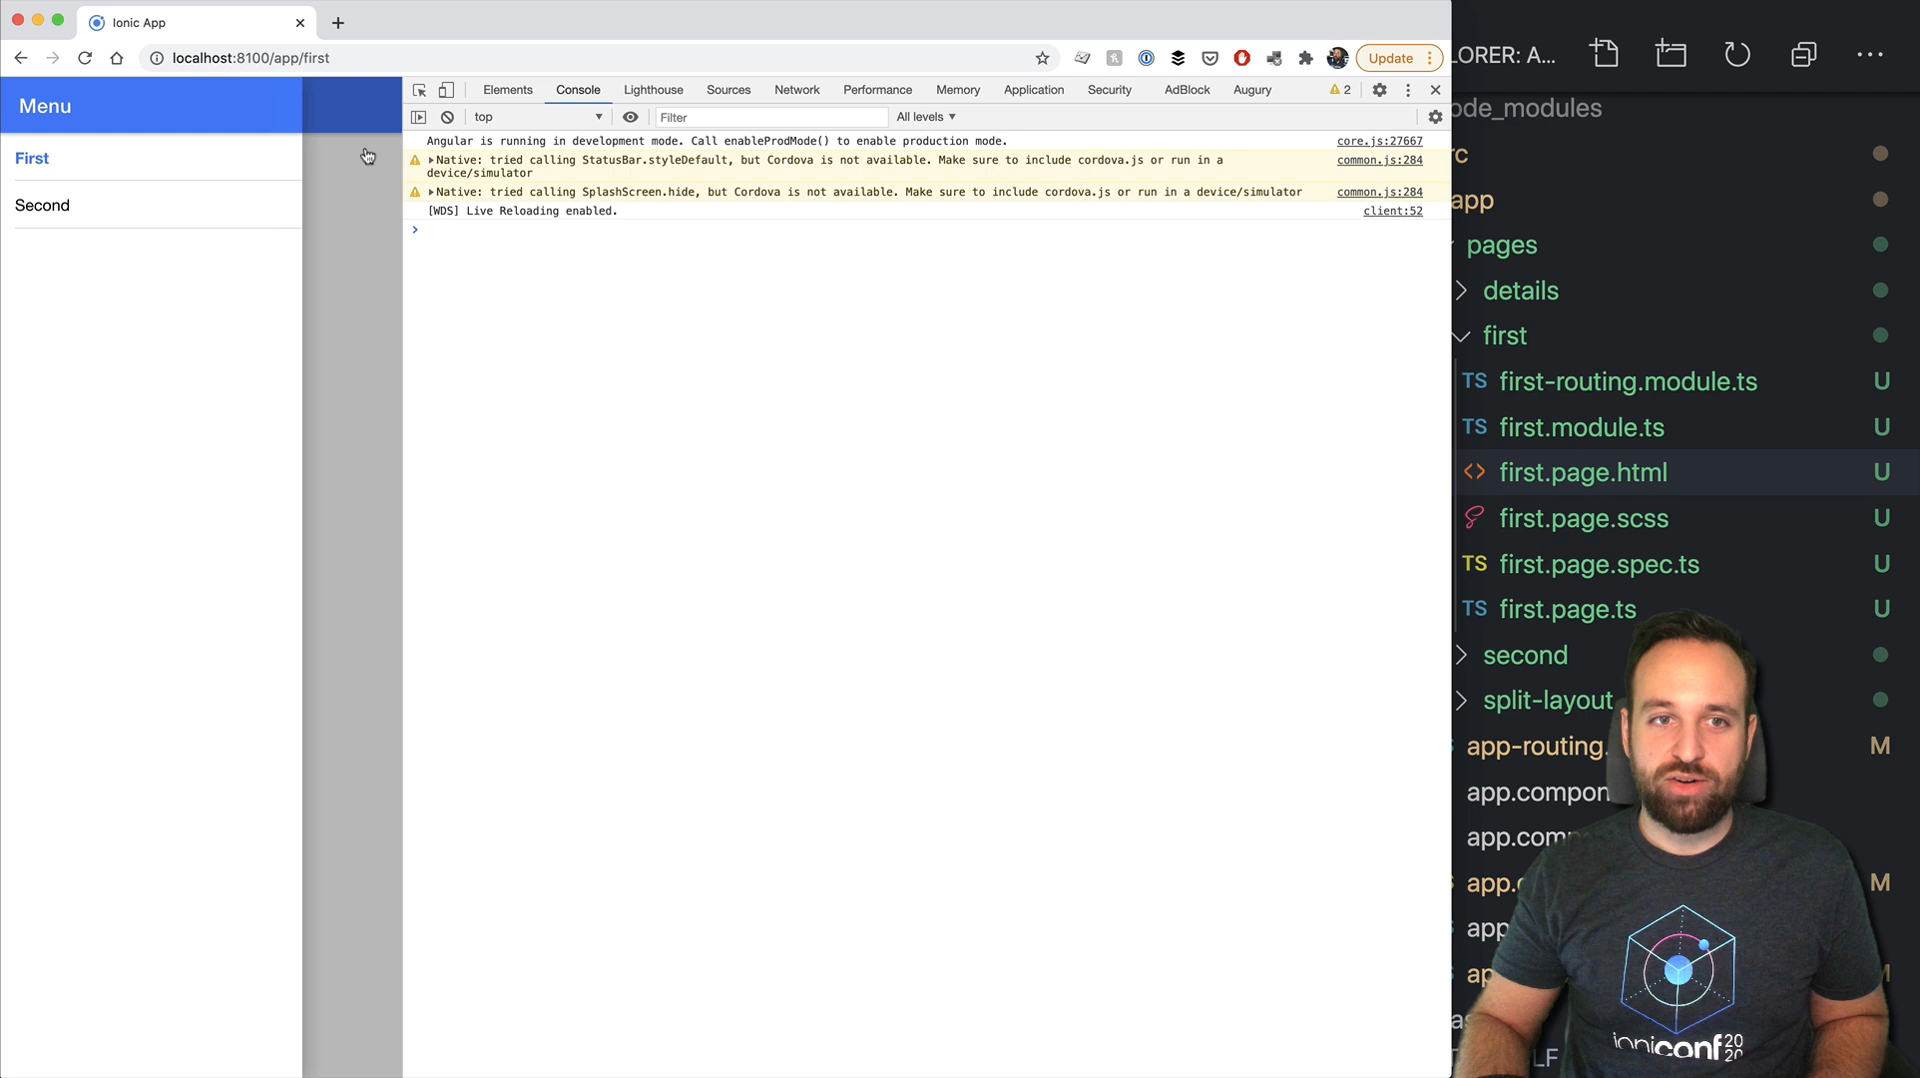 Ionic App
localhost:8100/app/first
Update
Menu
First
Second
Elements
Console
Lighthouse
Sources
Network
Performance
Memory
Application
Security
AdBlock
Augury
2
top
Filter
All levels
Angular is running in development mode. Call enableProdMode() to enable production mode.
core.js:27667
Native: tried calling StatusBar.styleDefault, but Cordova is not available. Make sure to include cordova.js or run in a
device/simulator
common.js:284
Native: tried calling SplashScreen.hide, but Cordova is not available. Make sure to include cordova.js or run in a device/simulator
common.js:284
[WDS] Live Reloading enabled.
client:52
LORER: A...
ode_modules
rc
app
pages
details
first
TS first-routing.module.ts U
TS first.module.ts U
<> first.page.html U
first.page.scss U
TS first.page.spec.ts U
TS first.page.ts U
second
split-layout
app-routing. M
app.compon
app.comp
app. M
app
ap
ioniconf 2020